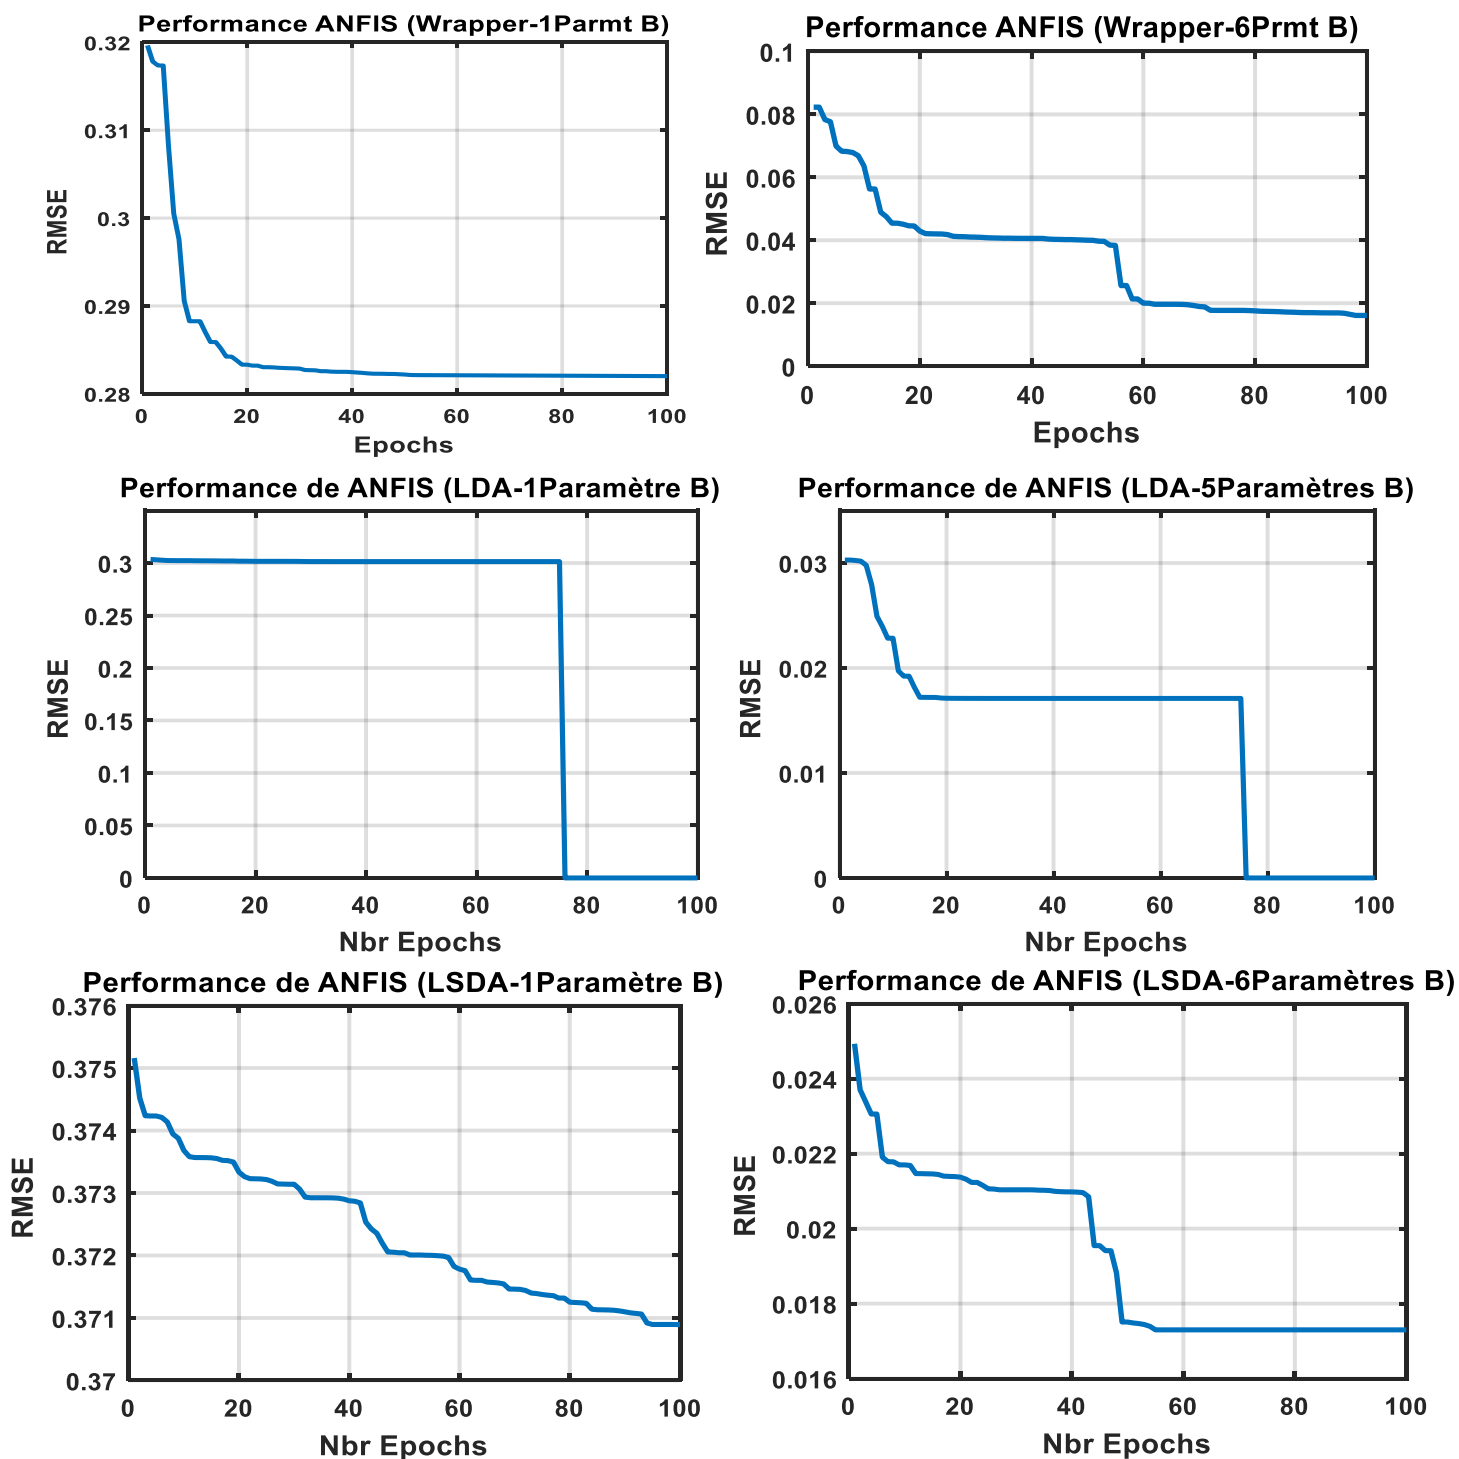 Performance ANFIS (Wrapper-1Parmt B)
0.32
0.31
0.3
0.29
0.28
RMSE
0 20 40 60 80 100
Epochs
Performance ANFIS (Wrapper-6Prmt B)
0.1
0.08
0.06
0.04
0.02
0
RMSE
0 20 40 60 80 100
Epochs
Performance de ANFIS (LDA-1Paramètre B)
0.3
0.25
0.2
0.15
0.1
0.05
0
RMSE
0 20 40 60 80 100
Nbr Epochs
Performance de ANFIS (LDA-5Paramètres B)
0.03
0.02
0.01
0
RMSE
0 20 40 60 80 100
Nbr Epochs
Performance de ANFIS (LSDA-1Paramètre B)
0.376
0.375
0.374
0.373
0.372
0.371
0.37
RMSE
0 20 40 60 80 100
Nbr Epochs
Performance de ANFIS (LSDA-6Paramètres B)
0.026
0.024
0.022
0.02
0.018
0.016
RMSE
0 20 40 60 80 100
Nbr Epochs